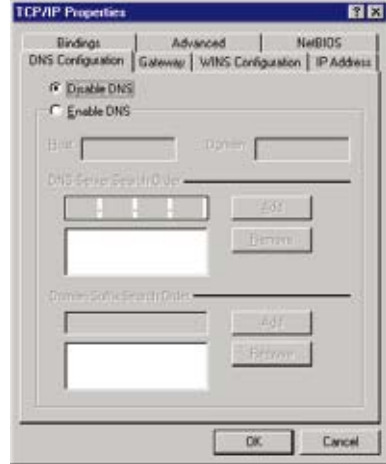 TCP/IP Properties
Bindings Advanced NetBIOS
DNS Configuration Gateway WINS Configuration IP Address
Disable DNS
Enable DNS
Host: Domain:
DNS Server Search Order
Add
Remove
Domain Suffix Search Order
Add
Remove
OK Cancel